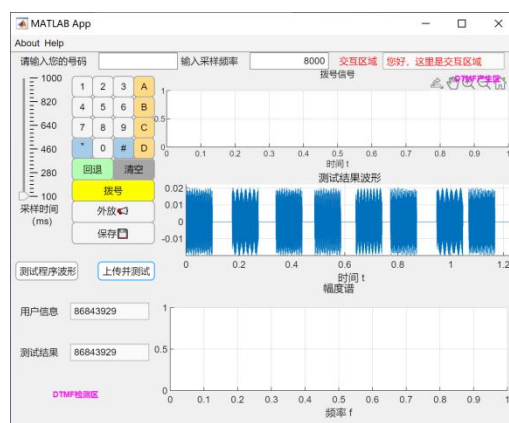 MATLAB App
About Help
请输入您的号码 输入采样频率 8000 交互区域 您好，这里是交互区域
拨号信号
DTMF产生区
1000
820
640
460
280
100
采样时间
(ms)
1 2 3 A
4 5 6 B
7 8 9 C
* 0 # D
回退 清空
拨号
外放
保存
1
0.5
0
0 0.1 0.2 0.3 0.4 0.5 0.6 0.7 0.8 0.9 1
时间 t
测试结果波形
0.02
0.01
0
-0.01
0 0.2 0.4 0.6 0.8 1 1.2
时间 t
测试程序波形 上传并测试
幅度谱
用户信息 86843929
测试结果 86843929
DTMF检测区
1
0.5
0
0 0.1 0.2 0.3 0.4 0.5 0.6 0.7 0.8 0.9 1
频率 f